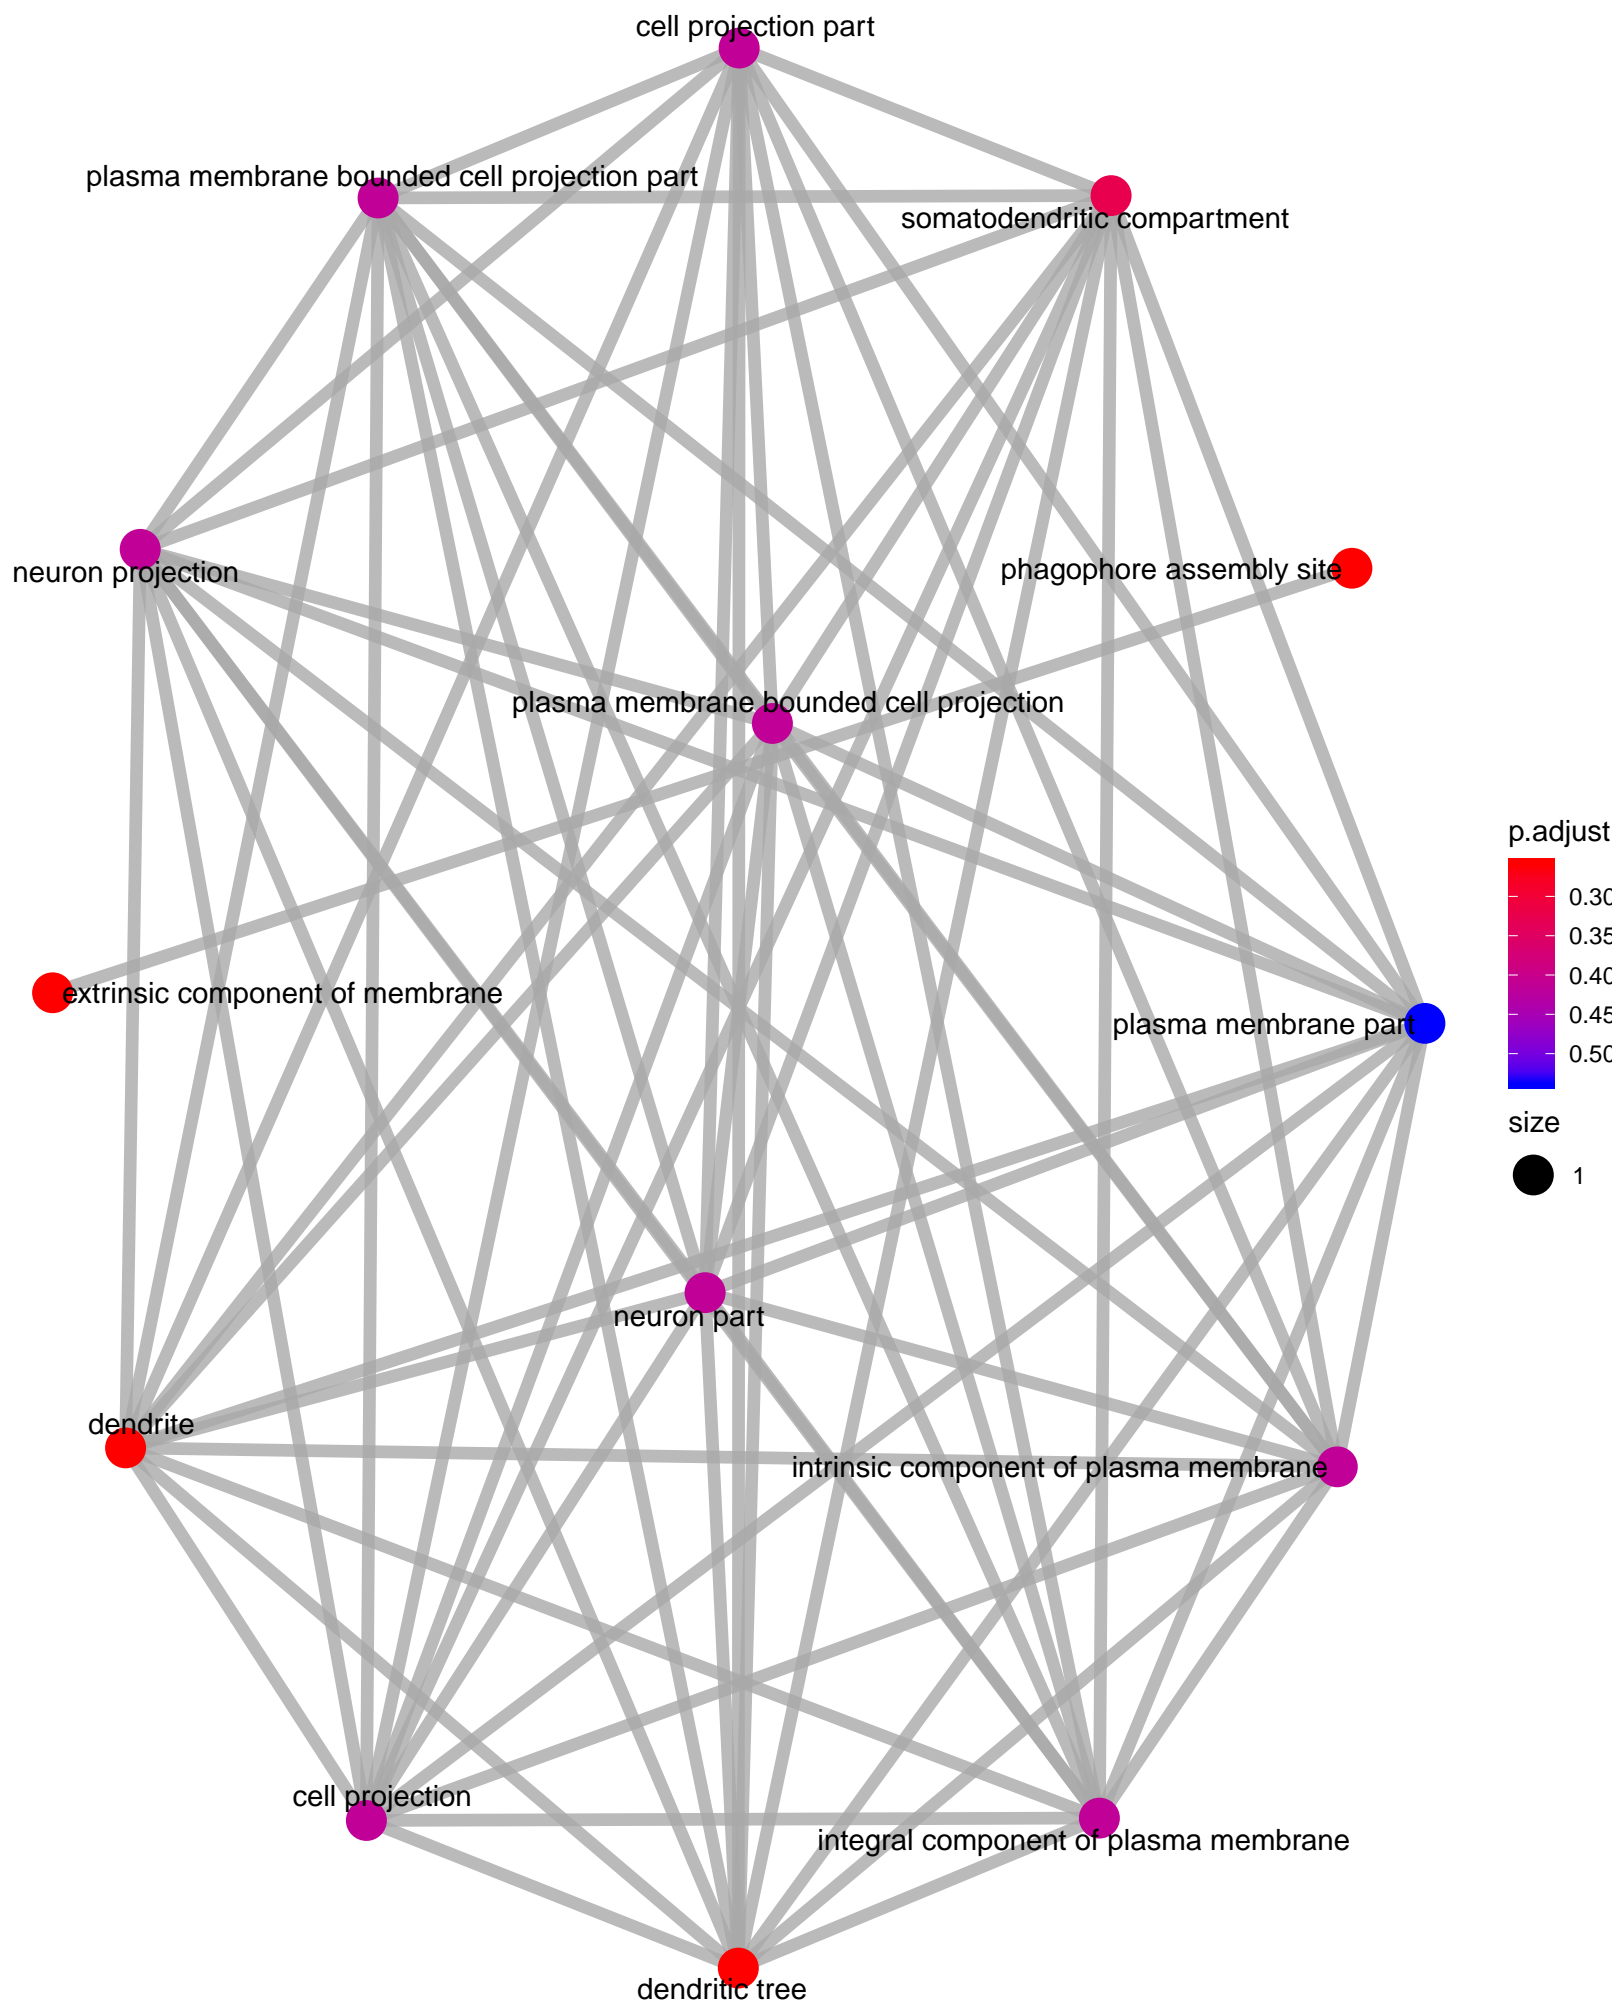 cell projection part
plasma membrane bounded cell projection part
somatodendritic compartment
phagophore assembly site
neuron projection
plasma membrane bounded cell projection
p.adjust
0.30
0.35
0.40
0.45
0.50
extrinsic component of membrane
plasma membrane part
size
1
neuron part
dendrite
intrinsic component of plasma membrane
cell projection
integral component of plasma membrane
dendritic tree